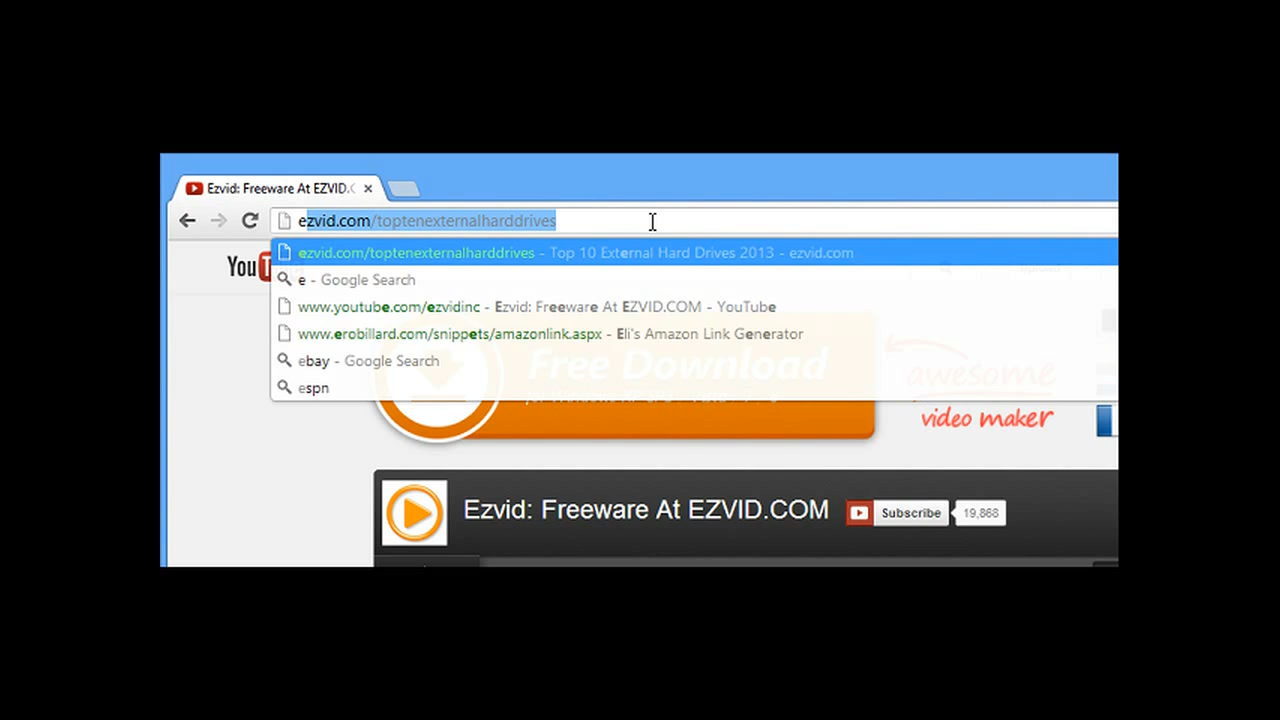 Ezvid: Freeware At EZVID.C
ezvid.com/toptenexternalharddrives
ezvid.com/toptenexternalharddrives - Top 10 External Hard Drives 2013 - ezvid.com
You
e - Google Search
www.youtube.com/ezvidinc - Ezvid: Freeware At EZVID.COM - YouTube
www.erobillard.com/snippets/amazonlink.aspx - Eli's Amazon Link Generator
ebay - Google Search
Free Download
awesome
espn
video maker
Ezvid: Freeware At EZVID.COM
Subscribe
19,868